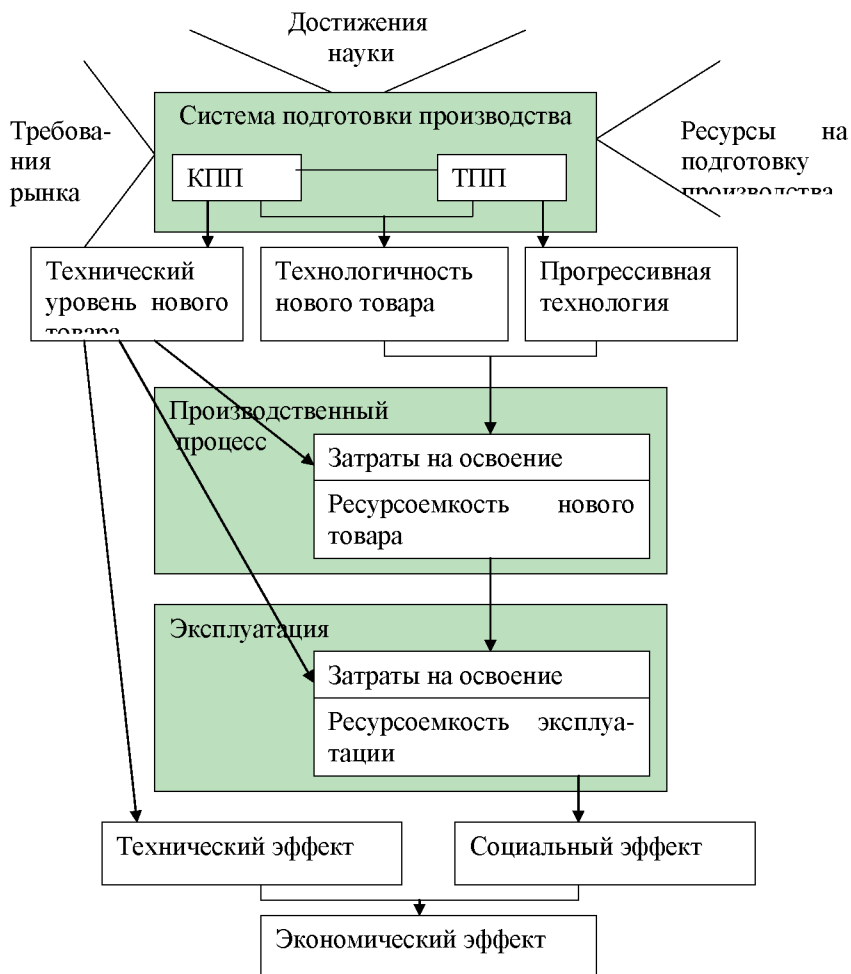 Достижения
науки
Система подготовки производства
Требова-
ния
рынка
Ресурсы на
подготовку
производства
КПП
ТПП
Технический
уровень нового
товара
Технологичность
нового товара
Прогрессивная
технология
Производственный
процесс
Затраты на освоение
Ресурсоемкость нового
товара
Эксплуатация
Затраты на освоение
Ресурсоемкость эксплуа-
тации
Технический эффект
Социальный эффект
Экономический эффект